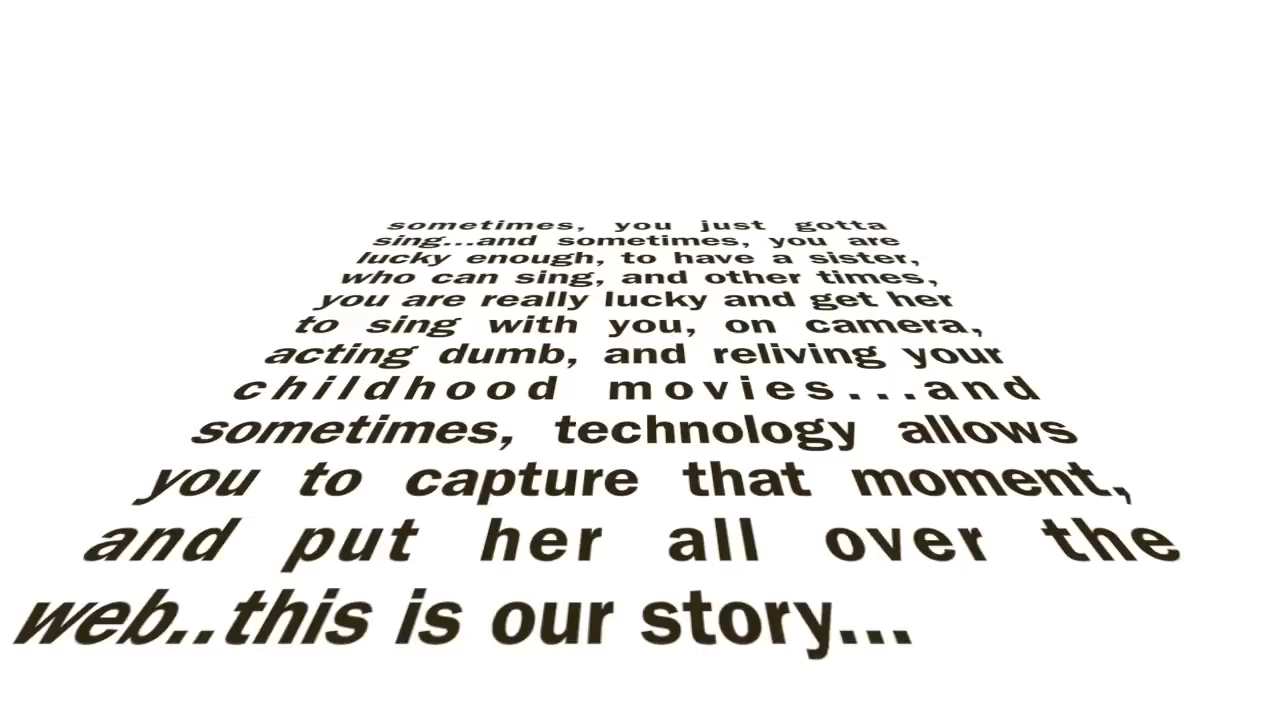 sometimes, you just gotta
sing...and sometimes, you are
lucky enough, to have a sister,
who can sing, and other times,
you are really lucky and get her
to sing with you, on camera,
acting dumb, and reliving your
childhood movies...and
sometimes, technology allows
you to capture that moment,
and put her all over the
web..this is our story...